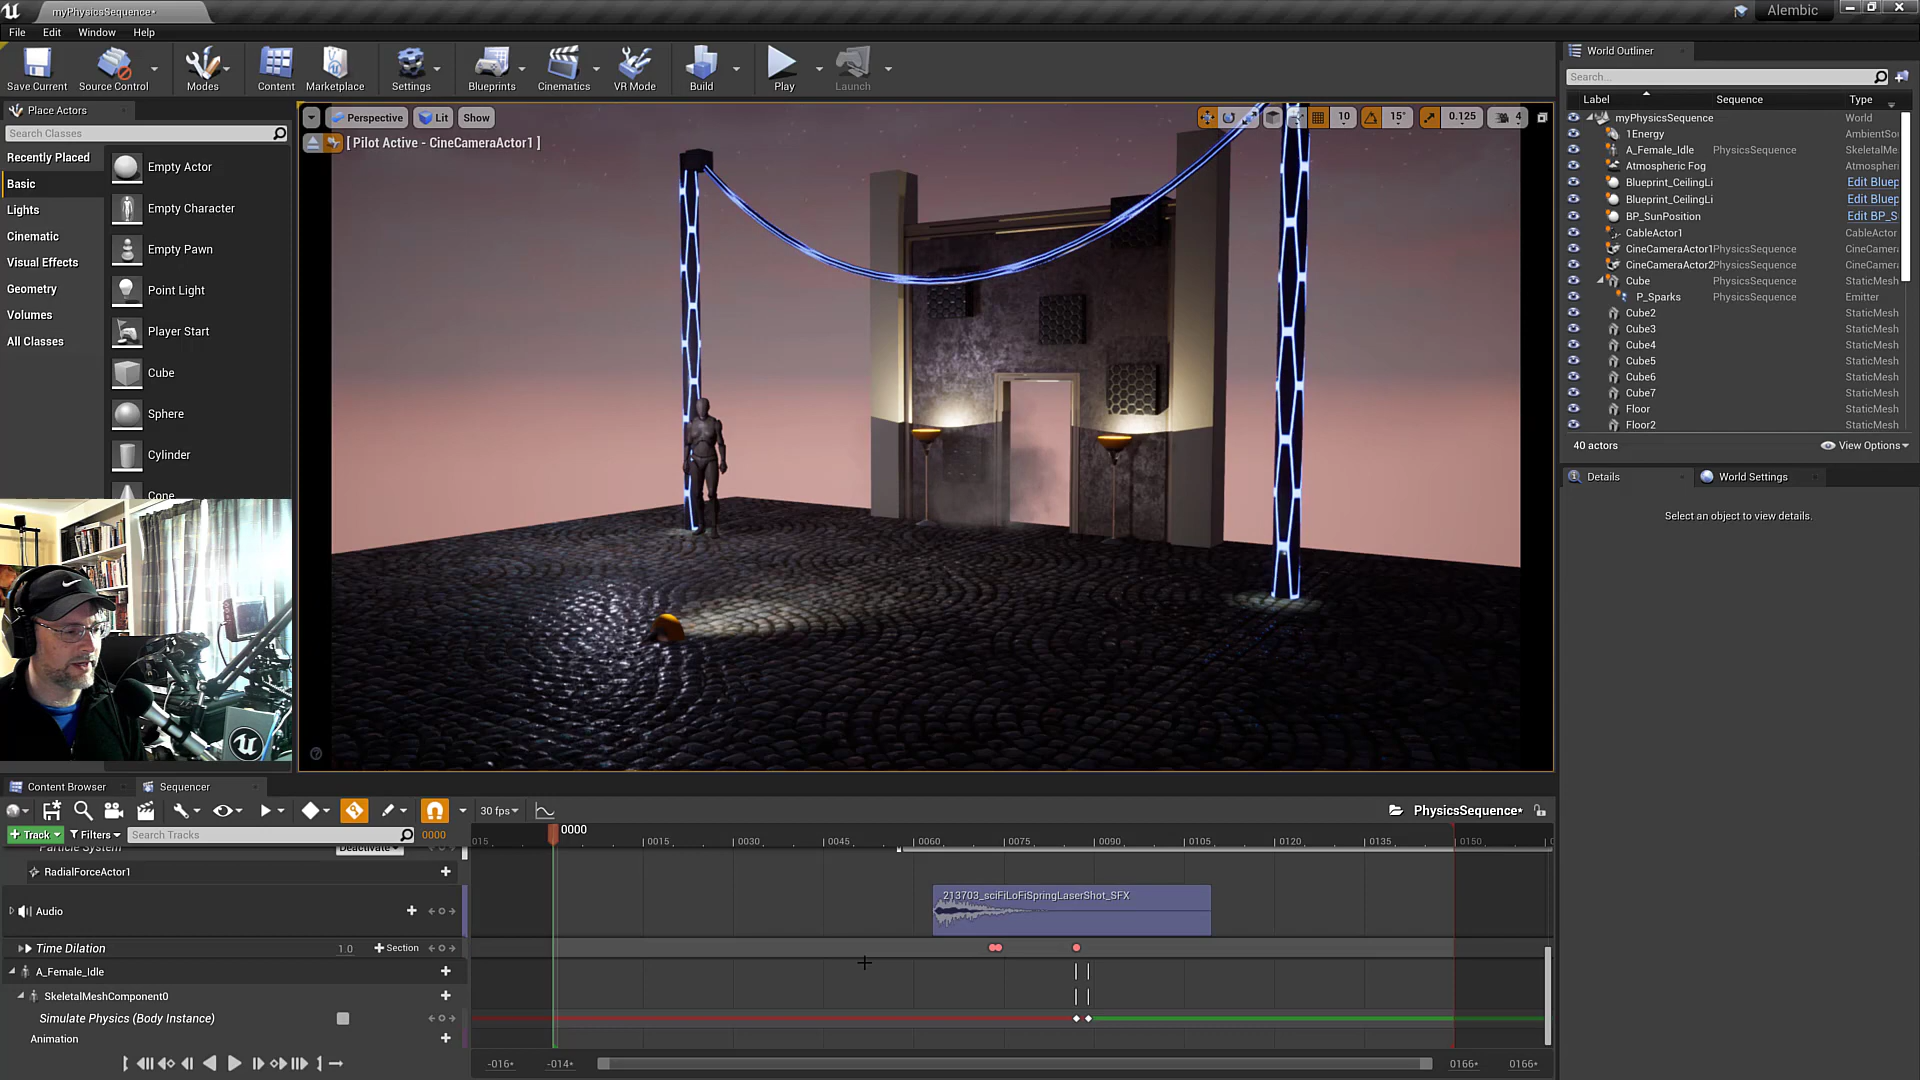 myPhysicsSequence*
Alembic
File Edit Window Help
Save Current
Source Control
Modes
Content
Marketplace
Settings
Blueprints
Cinematics
VR Mode
Build
Play
Launch
Place Actors
Search Classes
Recently Placed
Basic
Lights
Cinematic
Visual Effects
Geometry
Volumes
All Classes
Empty Actor
Empty Character
Empty Pawn
Point Light
Player Start
Cube
Sphere
Cylinder
Cone
Perspective
Lit
Show
[ Pilot Active - CineCameraActor1 ]
10
15°
0.125
4
World Outliner
Search...
Label Sequence Type
myPhysicsSequence World
1Energy AmbientSo
A_Female_Idle PhysicsSequence SkeletalMe
Atmospheric Fog Atmospheri
Blueprint_CeilingLi Edit Bluep
Blueprint_CeilingLi Edit Bluep
BP_SunPosition Edit BP_S
CableActor1 CableActor
CineCameraActor1 PhysicsSequence CineCamera
CineCameraActor2 PhysicsSequence CineCamera
Cube PhysicsSequence StaticMesh
P_Sparks PhysicsSequence Emitter
Cube2 StaticMesh
Cube3 StaticMesh
Cube4 StaticMesh
Cube5 StaticMesh
Cube6 StaticMesh
Cube7 StaticMesh
Floor StaticMesh
Floor2 StaticMesh
40 actors
View Options
Details
World Settings
Select an object to view details.
Content Browser
Sequencer
30 fps
PhysicsSequence*
Track
Filters
Search Tracks
0000
0000
015 0015 0030 0045 0060 0075 0090 0105 0120 0135 0150
Particle System
Deactivate
RadialForceActor1
Audio
213703_sciFiLoFiSpringLaserShot_SFX
Time Dilation
1.0
Section
A_Female_Idle
SkeletalMeshComponent0
Simulate Physics (Body Instance)
Animation
-016+
-014+
0166+
0166+